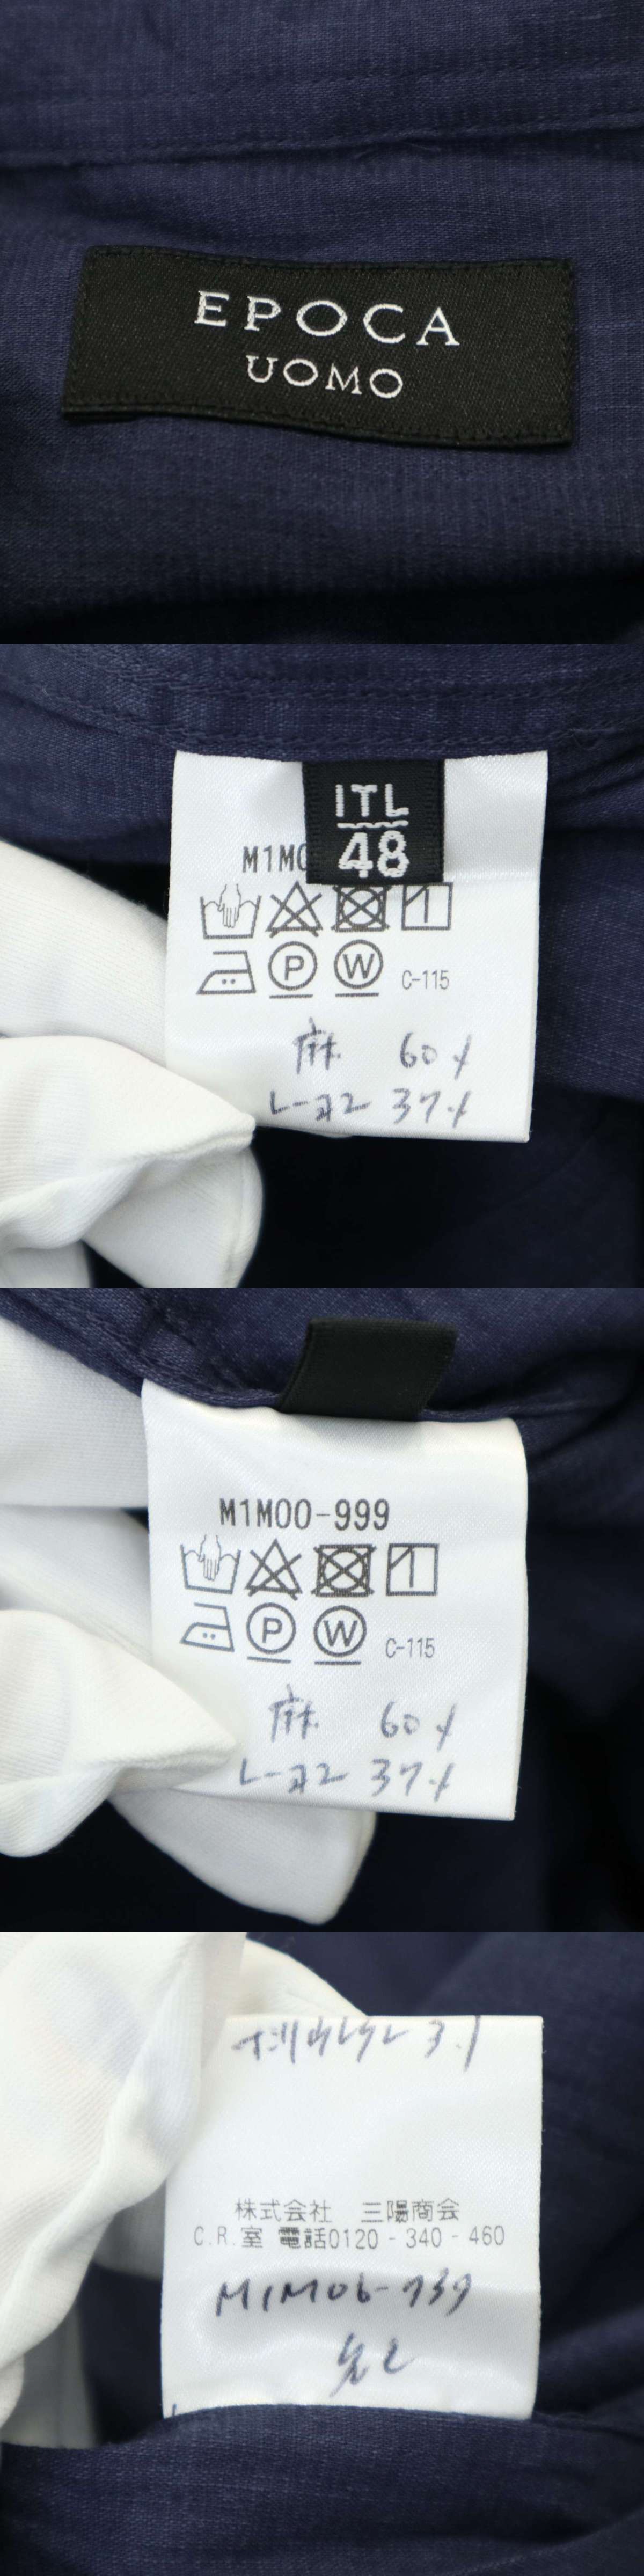 EPOCA
UOMO
ITL
48
M1M0
P W C-115
麻 60%
レーヨン 37%
M1M00-999
P W C-115
麻 60%
レーヨン 37%
ポリウレタン 3%
株式会社 三陽商会
C.R.室 電話0120-340-460
M1M06-739